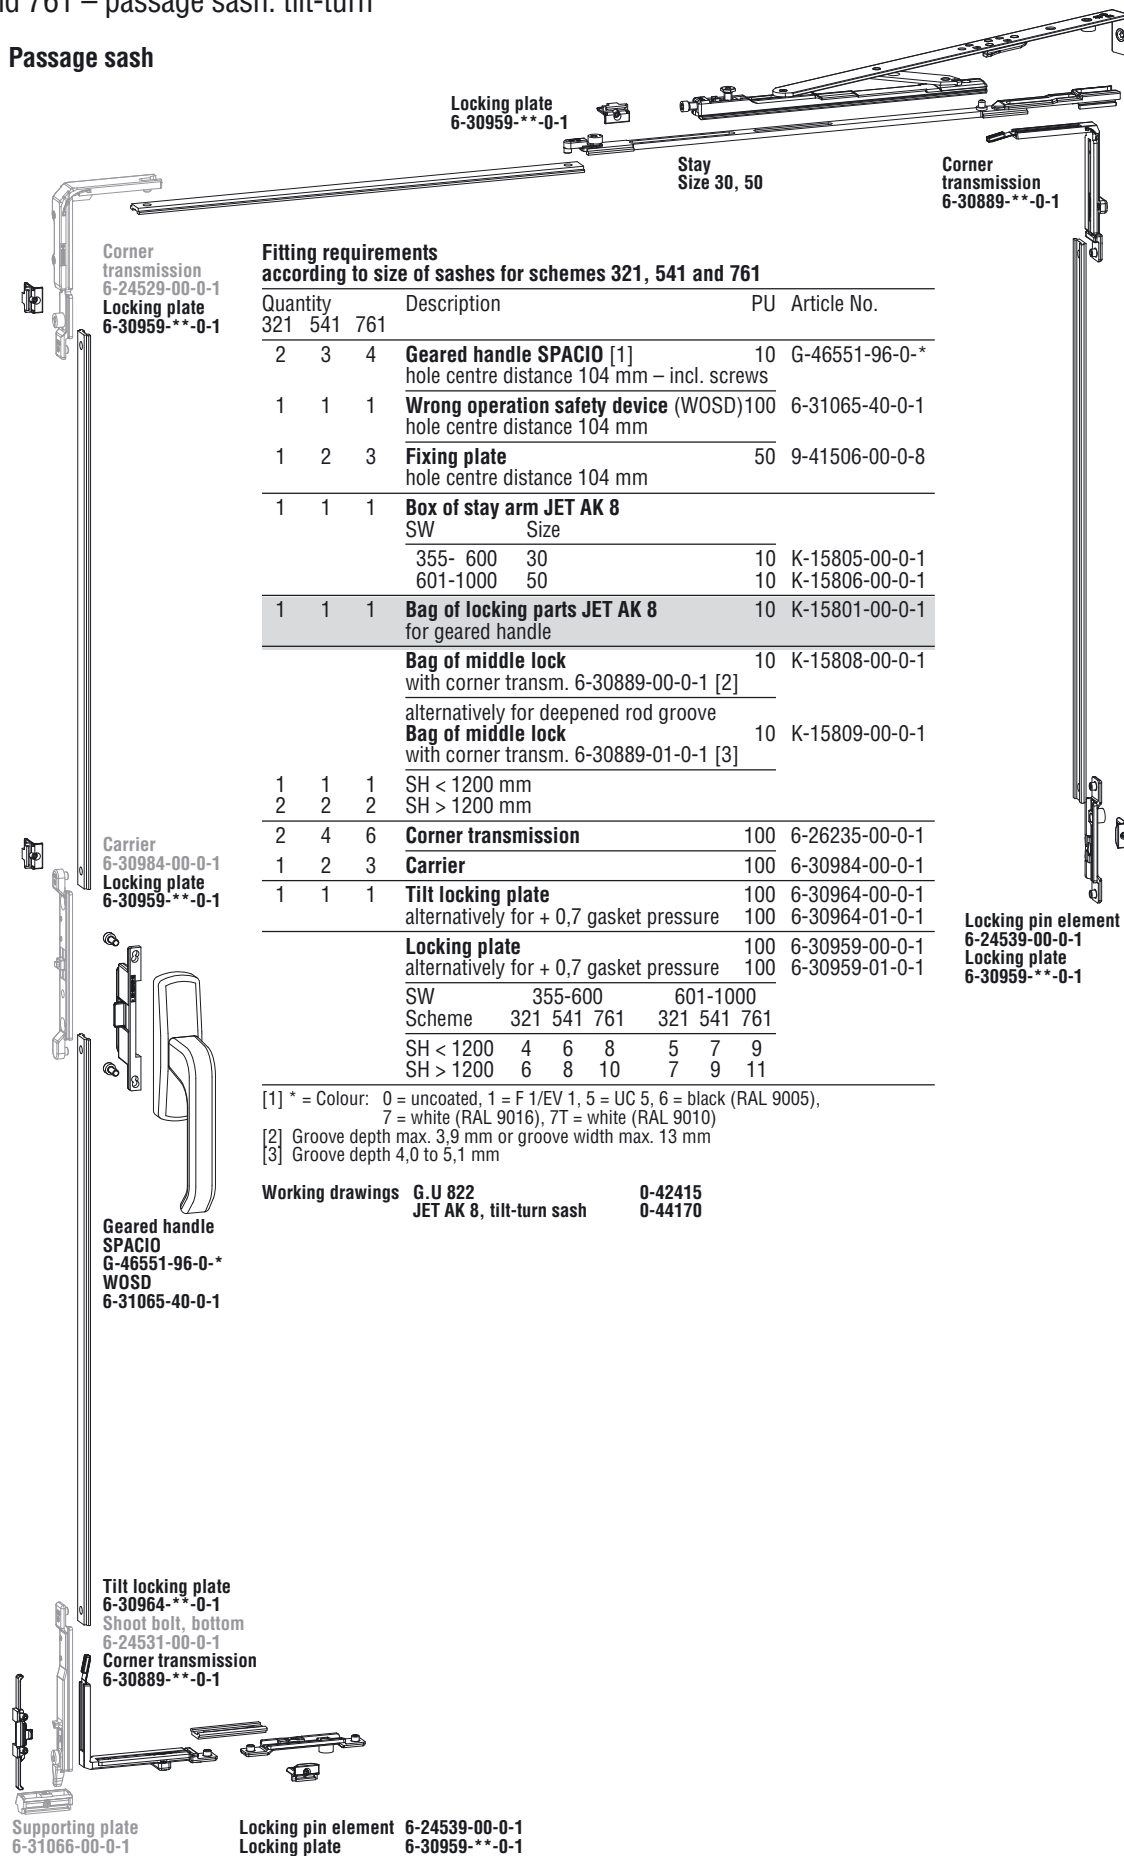 nd 761 – passage sash: tilt-turn
Passage sash
Locking plate
6-30959-**-0-1
Stay
Size 30, 50
Corner
transmission
6-30889-**-0-1
Corner
transmission
6-24529-00-0-1
Locking plate
6-30959-**-0-1
Fitting requirements
according to size of sashes for schemes 321, 541 and 761
Quantity Description PU Article No.
321 541 761
2 3 4 Geared handle SPACIO [1] 10 G-46551-96-0-*
hole centre distance 104 mm – incl. screws
1 1 1 Wrong operation safety device (WOSD) 100 6-31065-40-0-1
hole centre distance 104 mm
1 2 3 Fixing plate 50 9-41506-00-0-8
hole centre distance 104 mm
1 1 1 Box of stay arm JET AK 8
SW Size
355- 600 30 10 K-15805-00-0-1
601-1000 50 10 K-15806-00-0-1
1 1 1 Bag of locking parts JET AK 8 10 K-15801-00-0-1
for geared handle
Bag of middle lock 10 K-15808-00-0-1
with corner transm. 6-30889-00-0-1 [2]
alternatively for deepened rod groove
Bag of middle lock 10 K-15809-00-0-1
with corner transm. 6-30889-01-0-1 [3]
1 1 1 SH < 1200 mm
2 2 2 SH > 1200 mm
2 4 6 Corner transmission 100 6-26235-00-0-1
1 2 3 Carrier 100 6-30984-00-0-1
1 1 1 Tilt locking plate 100 6-30964-00-0-1
alternatively for + 0,7 gasket pressure 100 6-30964-01-0-1
Locking plate 100 6-30959-00-0-1
alternatively for + 0,7 gasket pressure 100 6-30959-01-0-1
SW 355-600 601-1000
Scheme 321 541 761 321 541 761
SH < 1200 4 6 8 5 7 9
SH > 1200 6 8 10 7 9 11
[1] * = Colour: 0 = uncoated, 1 = F 1/EV 1, 5 = UC 5, 6 = black (RAL 9005),
7 = white (RAL 9016), 7T = white (RAL 9010)
[2] Groove depth max. 3,9 mm or groove width max. 13 mm
[3] Groove depth 4,0 to 5,1 mm
Working drawings G.U 822 0-42415
JET AK 8, tilt-turn sash 0-44170
Carrier
6-30984-00-0-1
Locking plate
6-30959-**-0-1
Locking pin element
6-24539-00-0-1
Locking plate
6-30959-**-0-1
Geared handle
SPACIO
G-46551-96-0-*
WOSD
6-31065-40-0-1
Tilt locking plate
6-30964-**-0-1
Shoot bolt, bottom
6-24531-00-0-1
Corner transmission
6-30889-**-0-1
Supporting plate
6-31066-00-0-1
Locking pin element 6-24539-00-0-1
Locking plate 6-30959-**-0-1